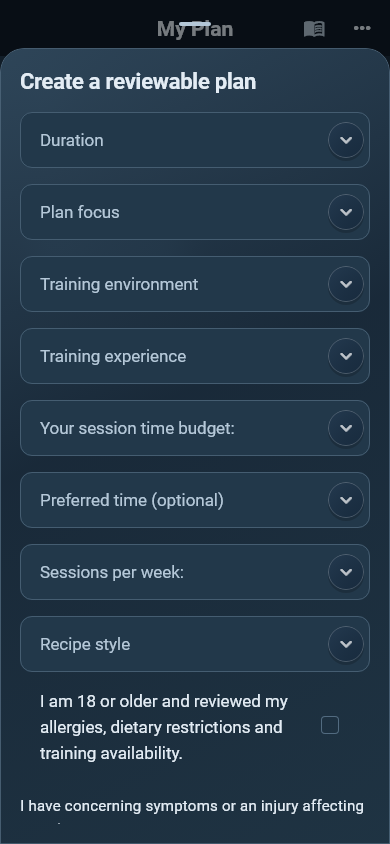 My Plan
Create a reviewable plan
Duration
Plan focus
Training environment
Training experience
Your session time budget:
Preferred time (optional)
Sessions per week:
Recipe style
I am 18 or older and reviewed my
allergies, dietary restrictions and
training availability.
I have concerning symptoms or an injury affecting